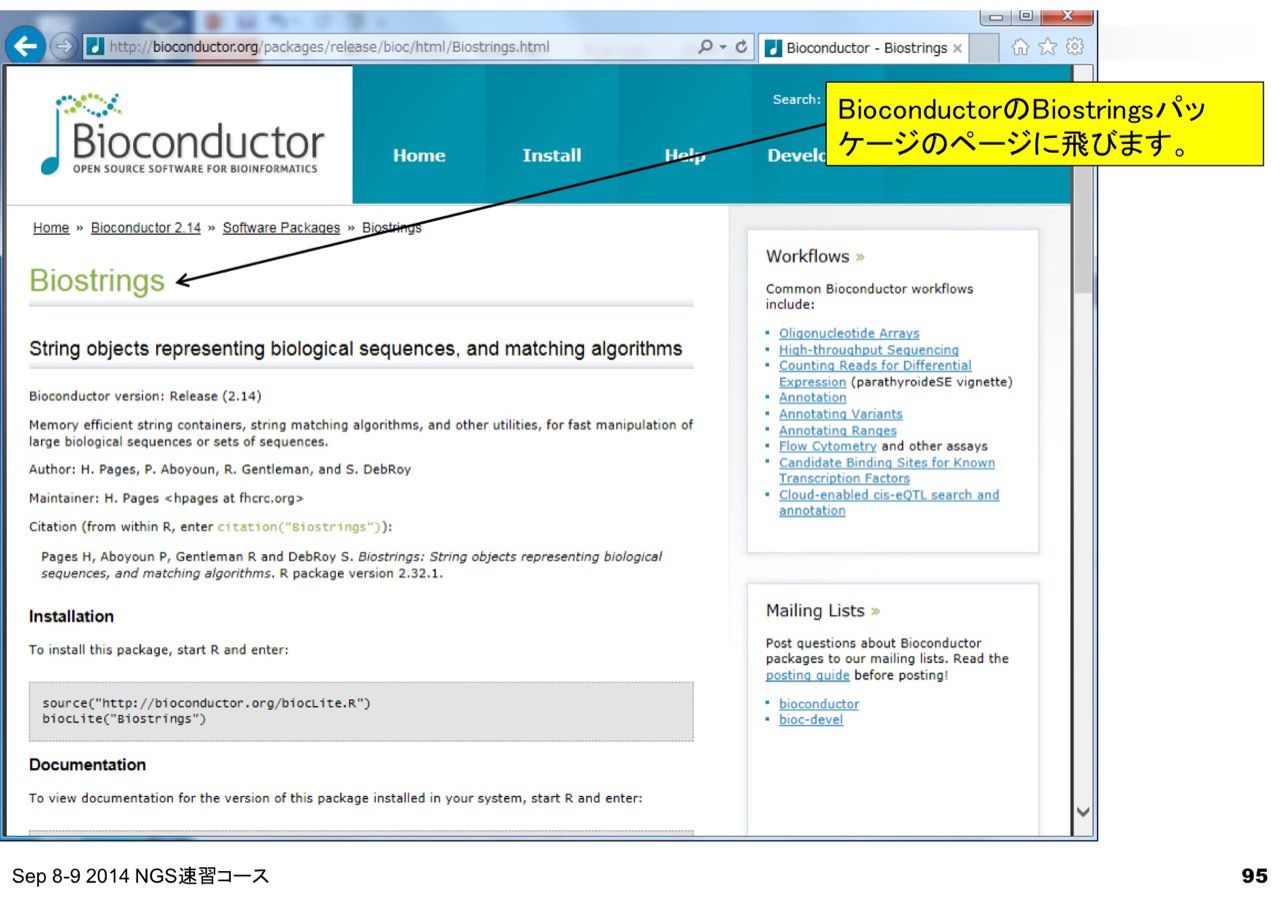 http://bioconductor.org/packages/release/bioc/html/Biostrings.html
Bioconductor - Biostrings
Bioconductor
OPEN SOURCE SOFTWARE FOR BIOINFORMATICS
Home
Install
Help
Develo
Search:
BioconductorのBiostringsパッ
ケージのページに飛びます。
Home » Bioconductor 2.14 » Software Packages » Biostrings
Biostrings
String objects representing biological sequences, and matching algorithms
Bioconductor version: Release (2.14)
Memory efficient string containers, string matching algorithms, and other utilities, for fast manipulation of
large biological sequences or sets of sequences.
Author: H. Pages, P. Aboyoun, R. Gentleman, and S. DebRoy
Maintainer: H. Pages <hpages at fhcrc.org>
Citation (from within R, enter citation("Biostrings")):
Pages H, Aboyoun P, Gentleman R and DebRoy S. Biostrings: String objects representing biological
sequences, and matching algorithms. R package version 2.32.1.
Installation
To install this package, start R and enter:
source("http://bioconductor.org/biocLite.R")
biocLite("Biostrings")
Documentation
To view documentation for the version of this package installed in your system, start R and enter:
Workflows »
Common Bioconductor workflows
include:
Oligonucleotide Arrays
High-throughput Sequencing
Counting Reads for Differential
Expression (parathyroideSE vignette)
Annotation
Annotating Variants
Annotating Ranges
Flow Cytometry and other assays
Candidate Binding Sites for Known
Transcription Factors
Cloud-enabled cis-eQTL search and
annotation
Mailing Lists »
Post questions about Bioconductor
packages to our mailing lists. Read the
posting guide before posting!
bioconductor
bioc-devel
Sep 8-9 2014 NGS速習コース
95